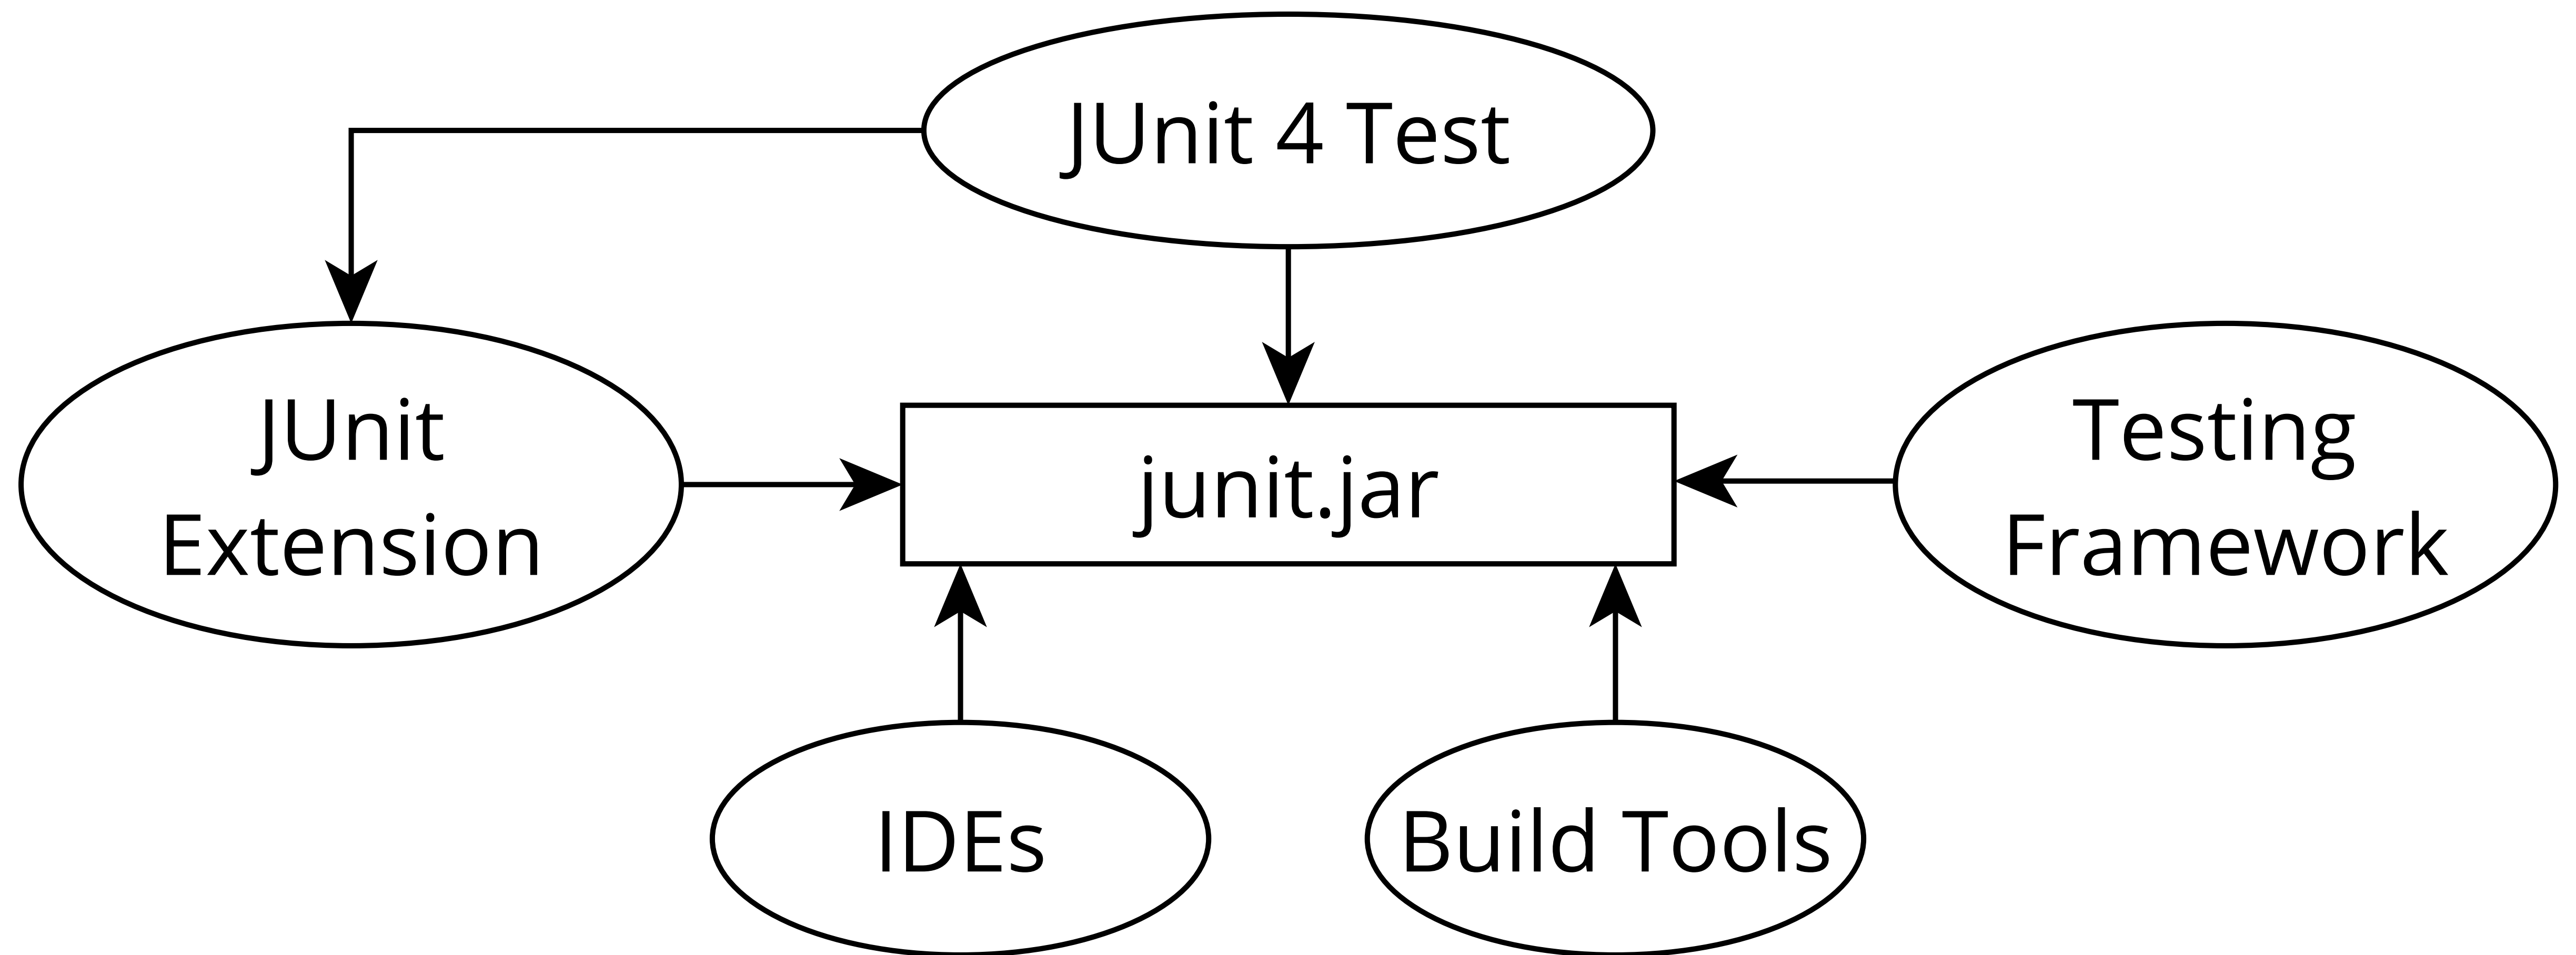 JUnit 4 Test
JUnit
Extension
junit.jar
Testing
Framework
IDEs
Build Tools